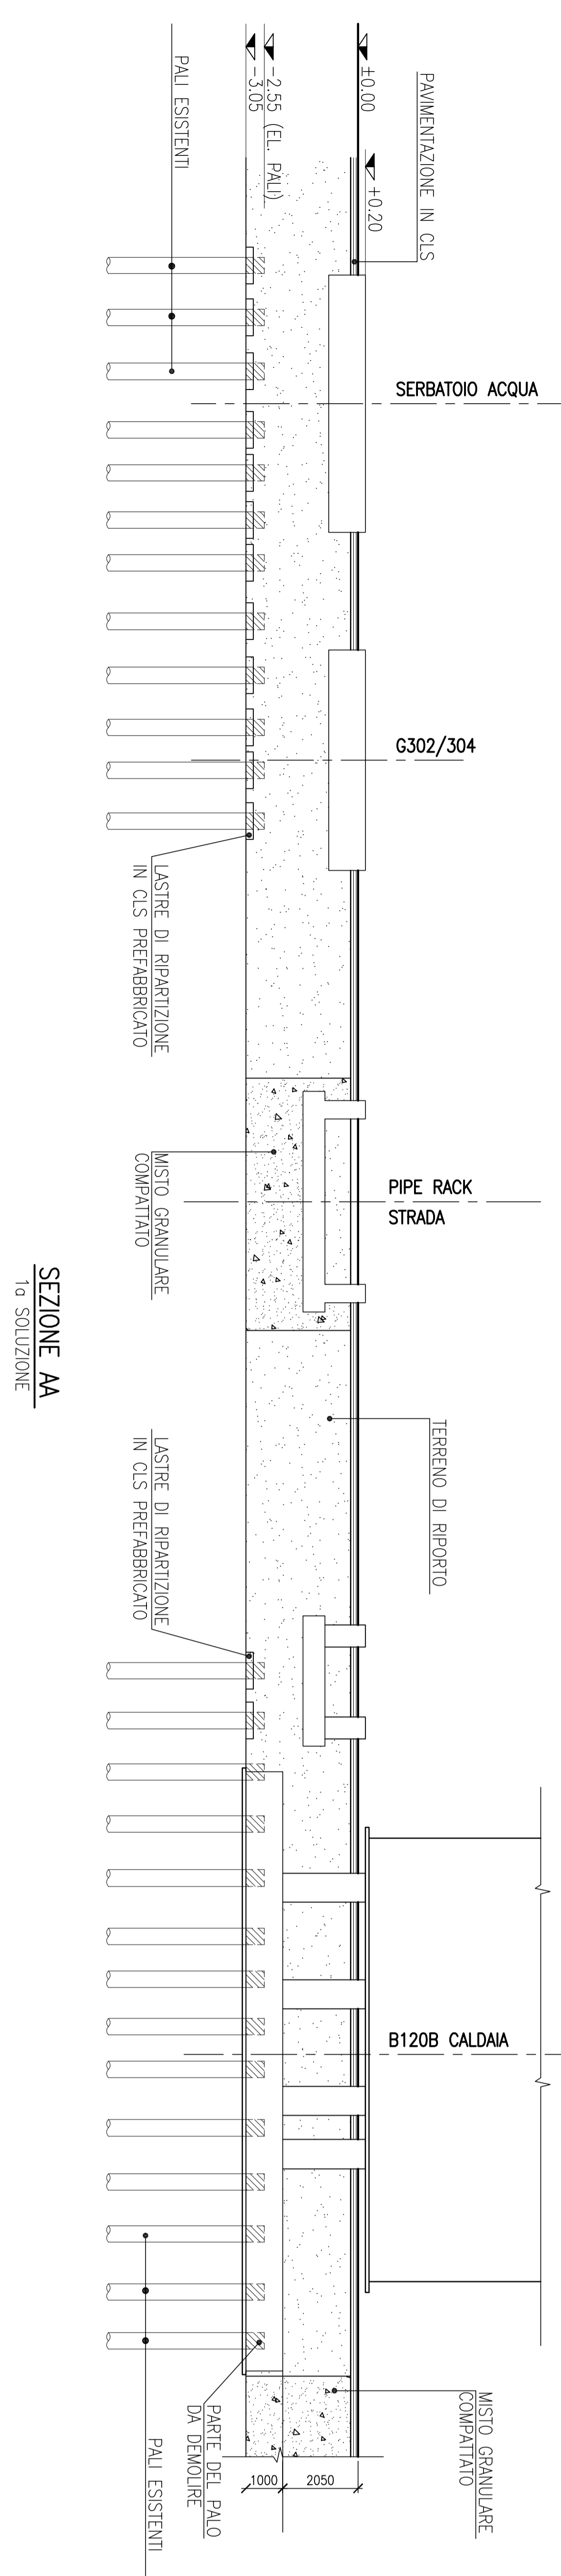 PAVIMENTAZIONE IN CLS
+0.20
±0.00
-2.55 (EL. PALI)
-3.05
PALI ESISTENTI
SERBATOIO ACQUA
G302/304
LASTRE DI RIPARTIZIONE
IN CLS PREFABBRICATO
PIPE RACK
STRADA
MISTO GRANULARE
COMPATTATO
TERRENO DI RIPORTO
LASTRE DI RIPARTIZIONE
IN CLS PREFABBRICATO
B120B CALDAIA
MISTO GRANULARE
COMPATTATO
2050
1000
PARTE DEL PALO
DA DEMOLIRE
PALI ESISTENTI
SEZIONE AA
1a SOLUZIONE